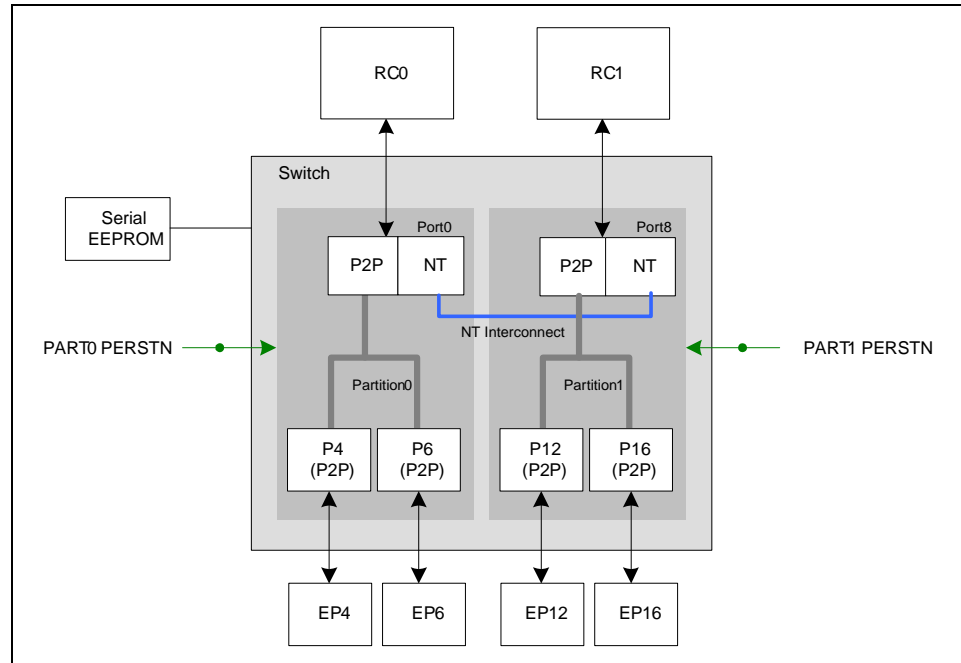 RC0
RC1
Switch
Serial
EEPROM
Port0
Port8
P2P
NT
P2P
NT
NT Interconnect
PART0 PERSTN
PART1 PERSTN
Partition0
Partition1
P4
(P2P)
P6
(P2P)
P12
(P2P)
P16
(P2P)
EP4
EP6
EP12
EP16